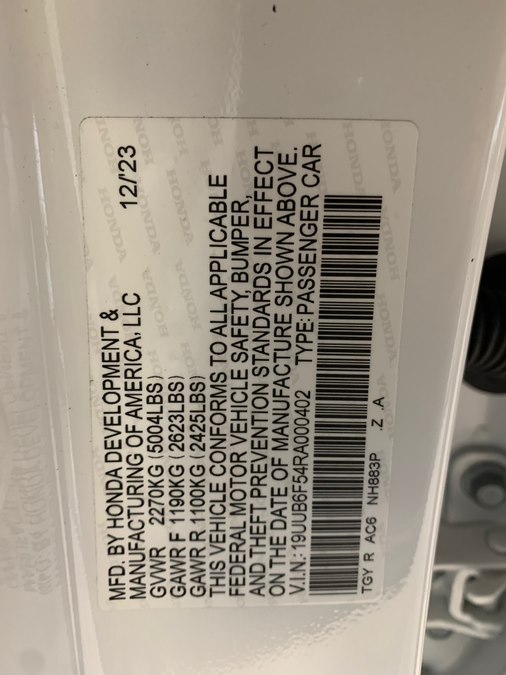 MFD. BY HONDA DEVELOPMENT &
MANUFACTURING OF AMERICA, LLC 12/'23
GVWR 2270KG (5004LBS)
GAWR F 1190KG (2623LBS)
GAWR R 1100KG (2425LBS)
THIS VEHICLE CONFORMS TO ALL APPLICABLE
FEDERAL MOTOR VEHICLE SAFETY, BUMPER,
AND THEFT PREVENTION STANDARDS IN EFFECT
ON THE DATE OF MANUFACTURE SHOWN ABOVE.
V.I.N.: 19UUB6F54RA000402 TYPE: PASSENGER CAR
TGY R AC6 NH883P .Z .A